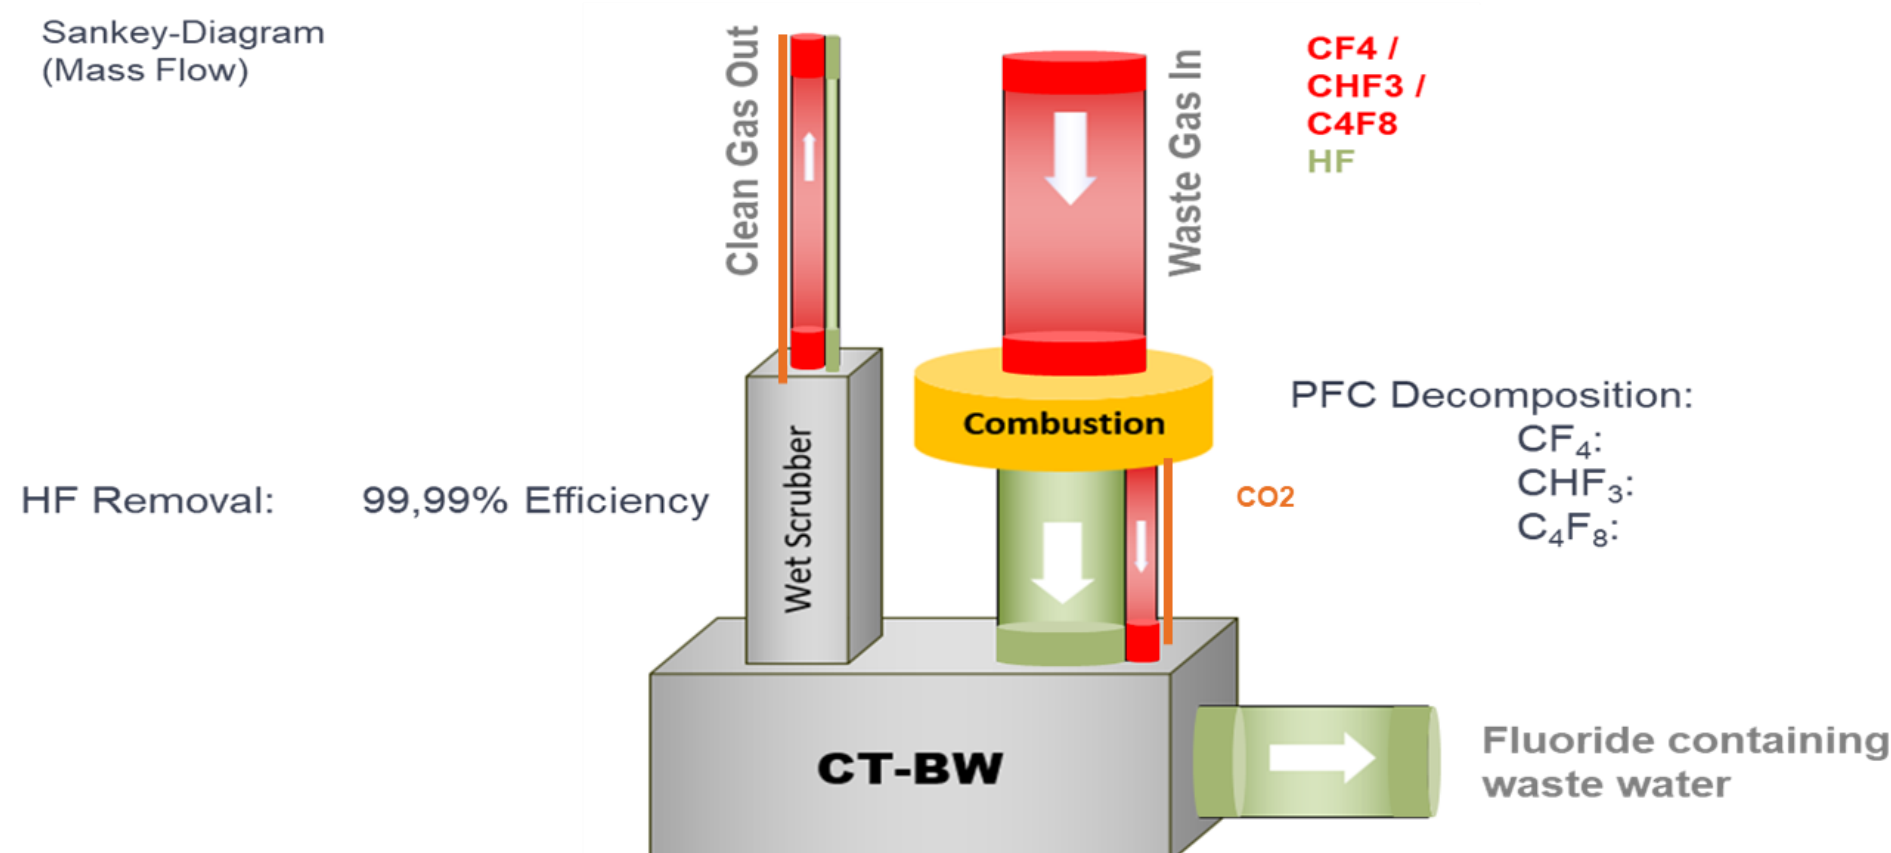 Sankey-Diagram
(Mass Flow)
Clean Gas Out
Waste Gas In
CF4 /
CHF3 /
C4F8
HF
Combustion
PFC Decomposition:
CF₄:
CHF₃:
C₄F₈:
HF Removal: 99,99% Efficiency
Wet Scrubber
CO2
CT-BW
Fluoride containing
waste water